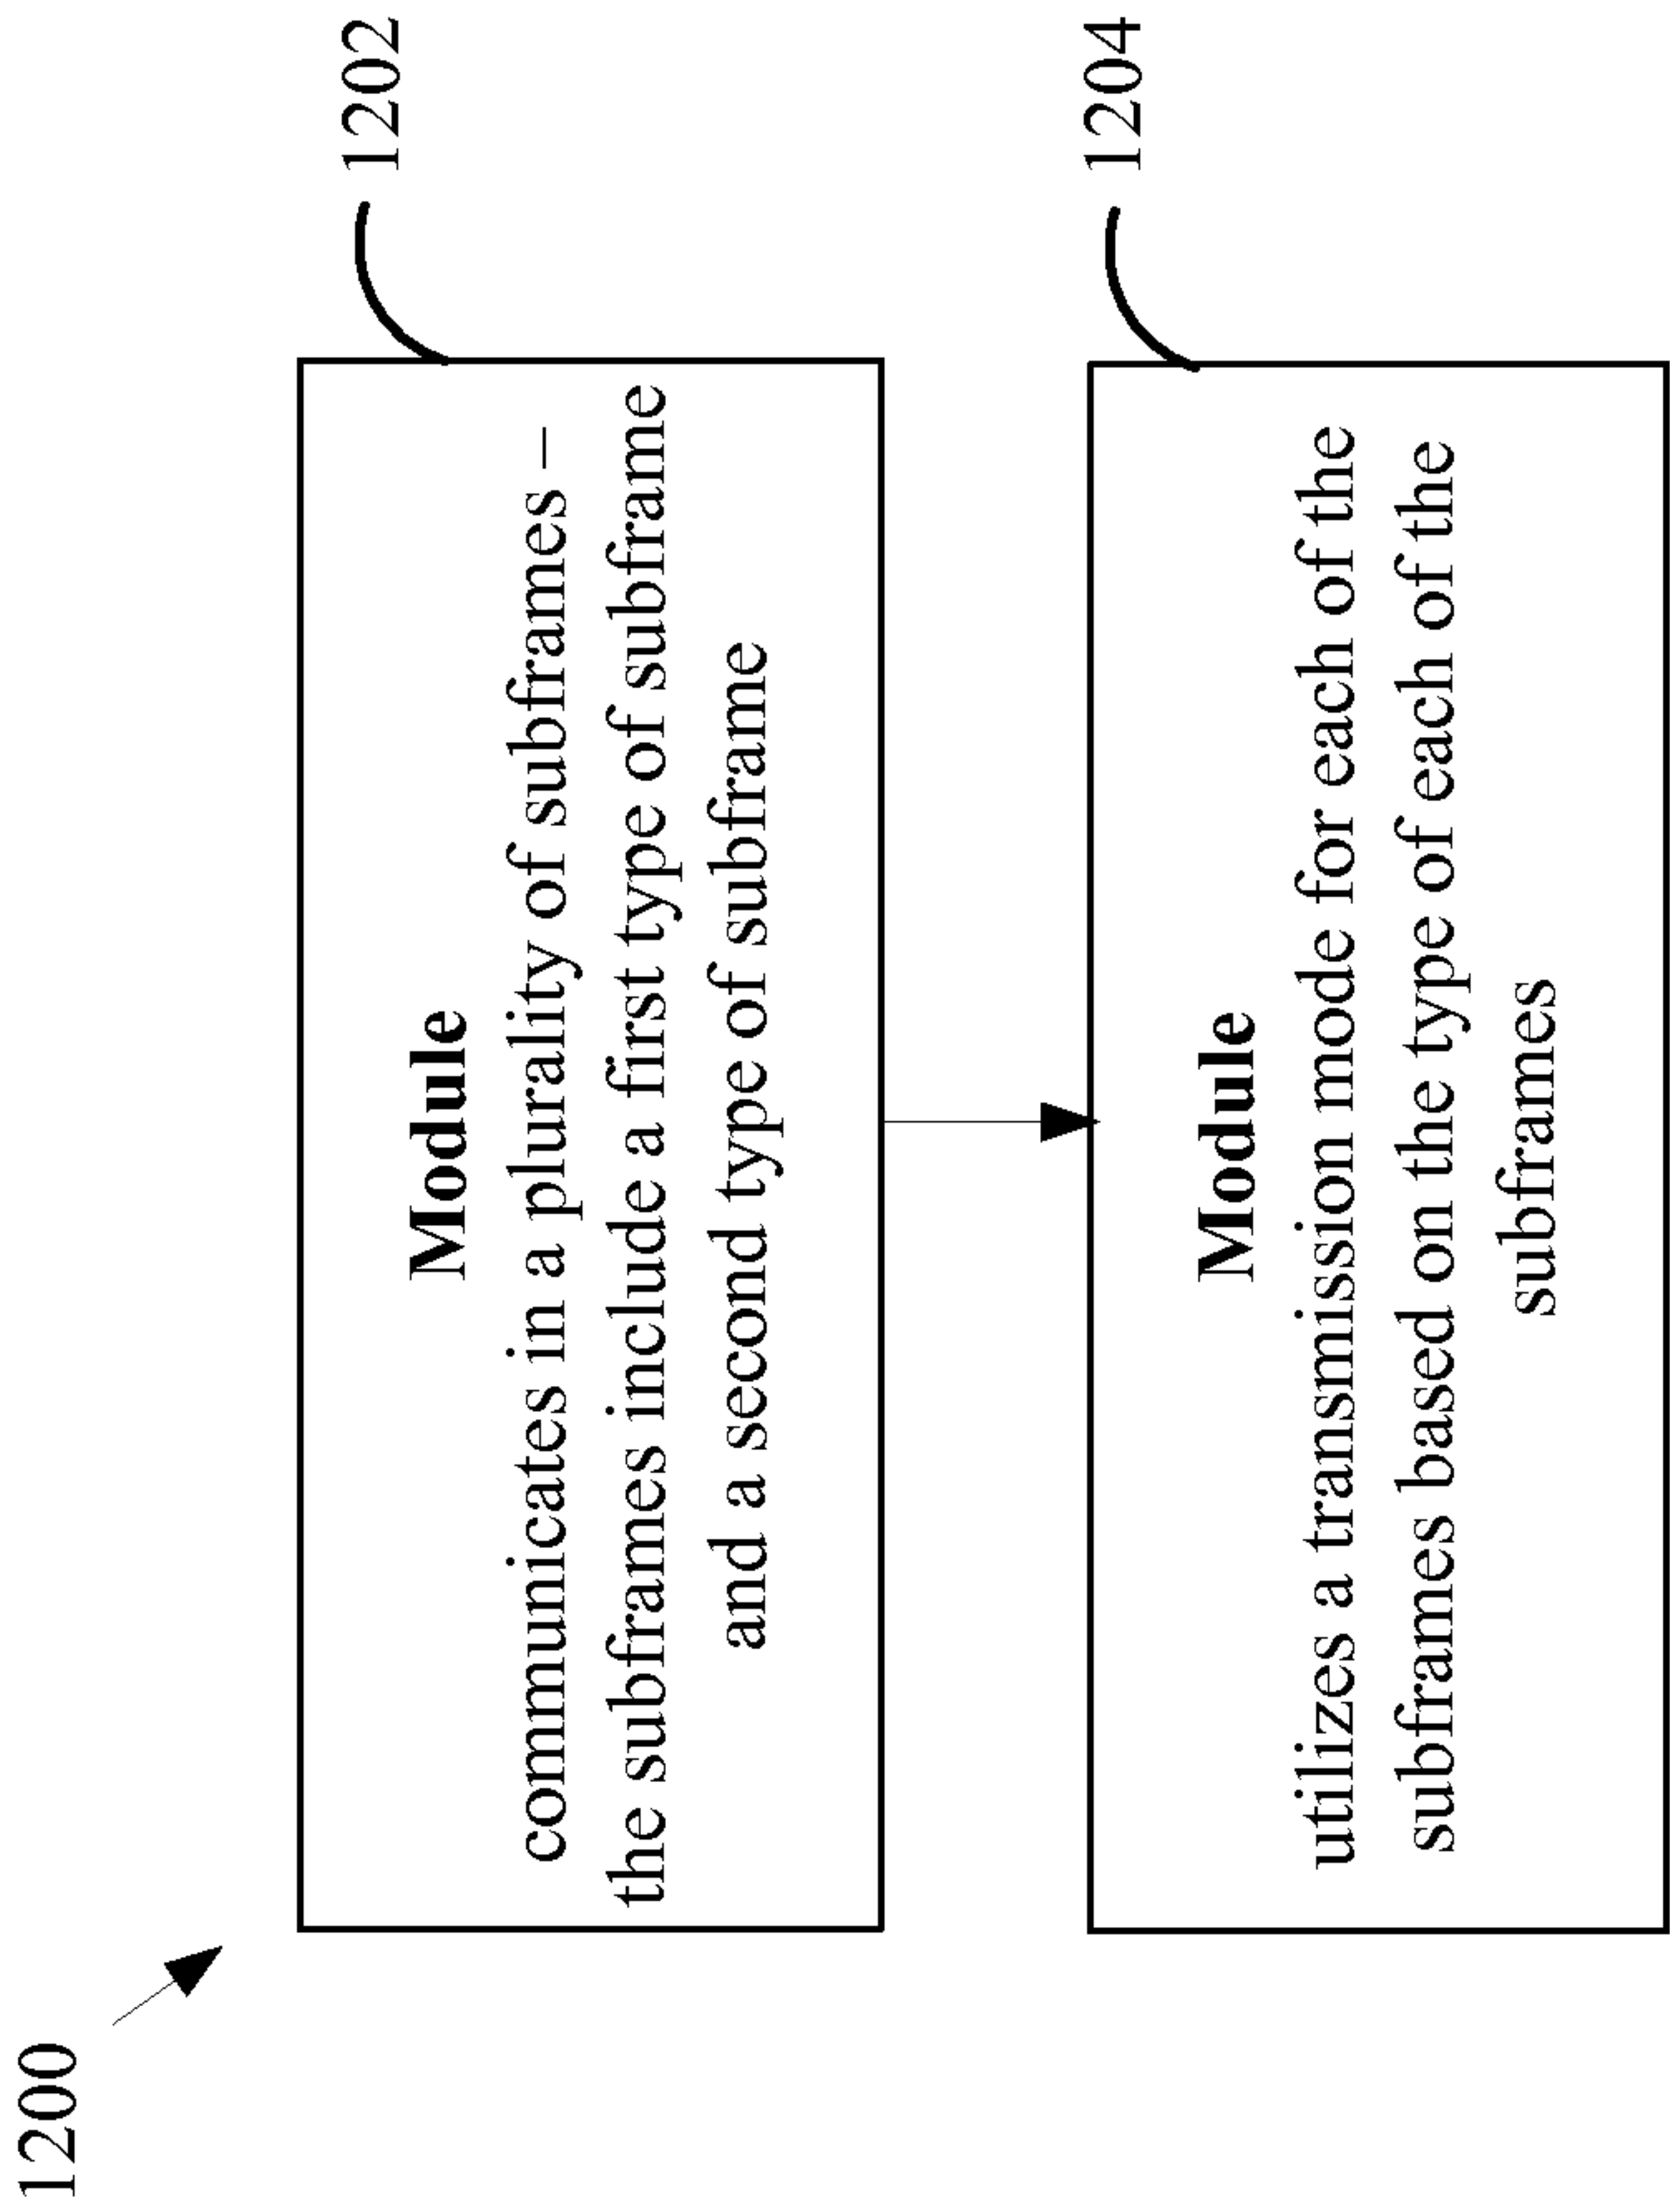 1200
1202
Module
communicates in a plurality of subframes –
the subframes include a first type of subframe
and a second type of subframe
1204
Module
utilizes a transmission mode for each of the
subframes based on the type of each of the
subframes